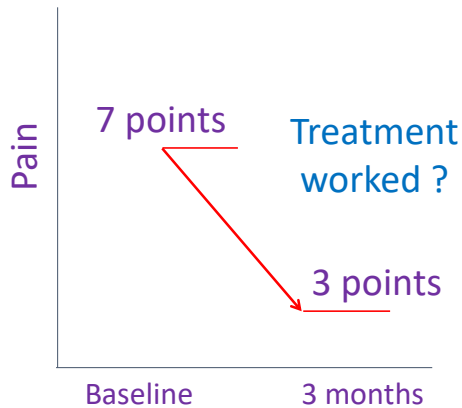 Pain
7 points
Treatment
worked ?
3 points
Baseline
3 months